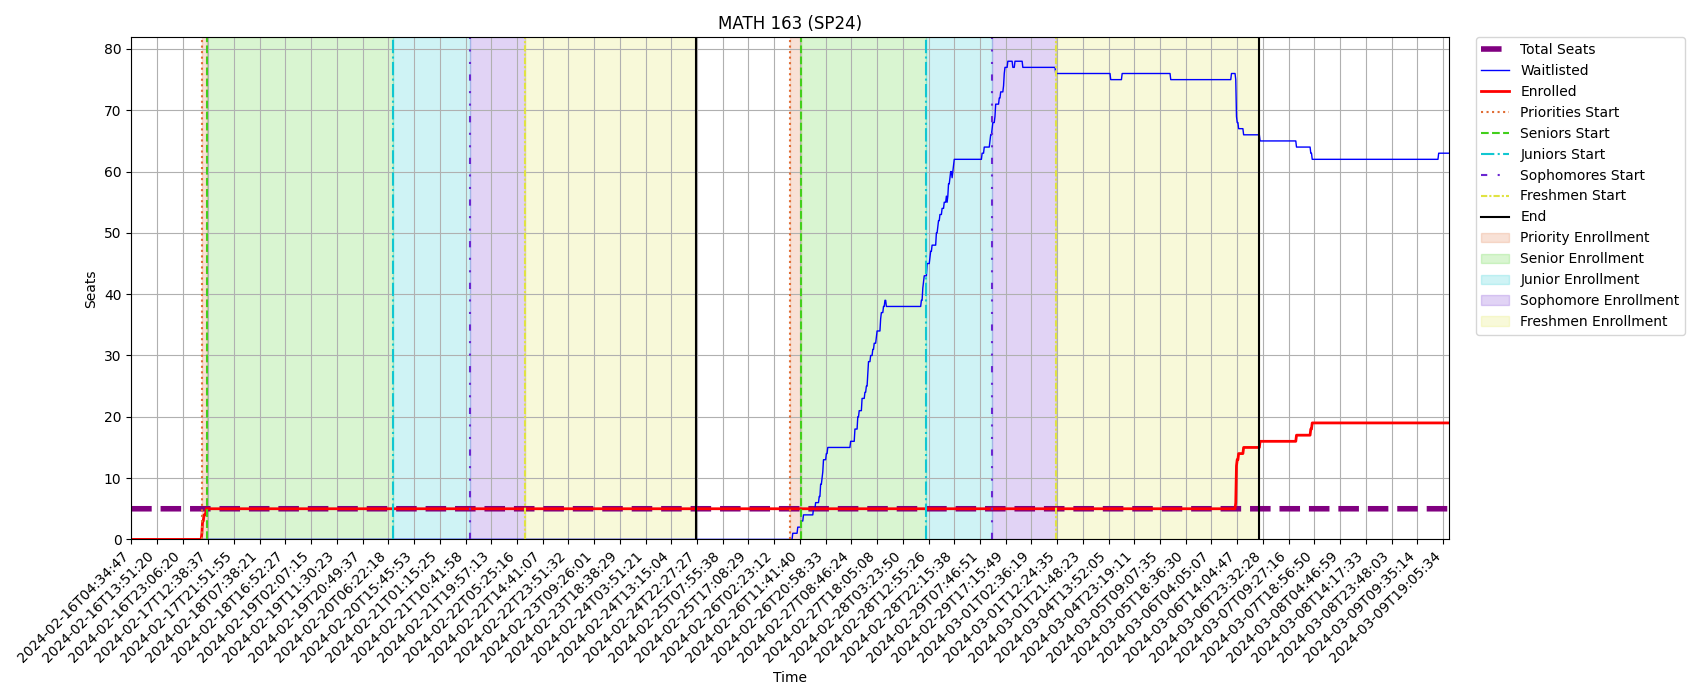 MATH 163 (SP24)
Seats
80
70
60
50
40
30
20
10
0
2024-02-16T04:34:47
2024-02-16T13:51:20
2024-02-16T23:06:20
2024-02-17T12:38:37
2024-02-17T21:51:55
2024-02-18T07:38:21
2024-02-18T16:52:27
2024-02-19T02:07:15
2024-02-19T11:30:23
2024-02-19T20:49:37
2024-02-20T06:22:18
2024-02-20T15:45:53
2024-02-21T01:15:25
2024-02-21T10:41:58
2024-02-21T19:57:13
2024-02-22T05:25:16
2024-02-22T14:41:07
2024-02-22T23:51:32
2024-02-23T09:26:01
2024-02-23T18:38:29
2024-02-24T03:51:21
2024-02-24T13:15:04
2024-02-24T22:27:27
2024-02-25T07:55:38
2024-02-25T17:08:29
2024-02-26T02:23:12
2024-02-26T11:41:40
2024-02-26T20:58:33
2024-02-27T08:46:24
2024-02-27T18:05:08
2024-02-28T03:23:50
2024-02-28T12:55:26
2024-02-28T22:15:38
2024-02-29T07:46:51
2024-02-29T17:15:49
2024-03-01T02:36:19
2024-03-01T12:24:35
2024-03-01T21:48:23
2024-03-04T13:52:05
2024-03-04T23:19:11
2024-03-05T09:07:35
2024-03-05T18:36:30
2024-03-06T04:05:07
2024-03-06T14:04:47
2024-03-06T23:32:28
2024-03-07T09:27:16
2024-03-07T18:56:50
2024-03-08T04:46:59
2024-03-08T14:17:33
2024-03-08T23:48:03
2024-03-09T09:35:14
2024-03-09T19:05:34
Time
Total Seats
Waitlisted
Enrolled
Priorities Start
Seniors Start
Juniors Start
Sophomores Start
Freshmen Start
End
Priority Enrollment
Senior Enrollment
Junior Enrollment
Sophomore Enrollment
Freshmen Enrollment